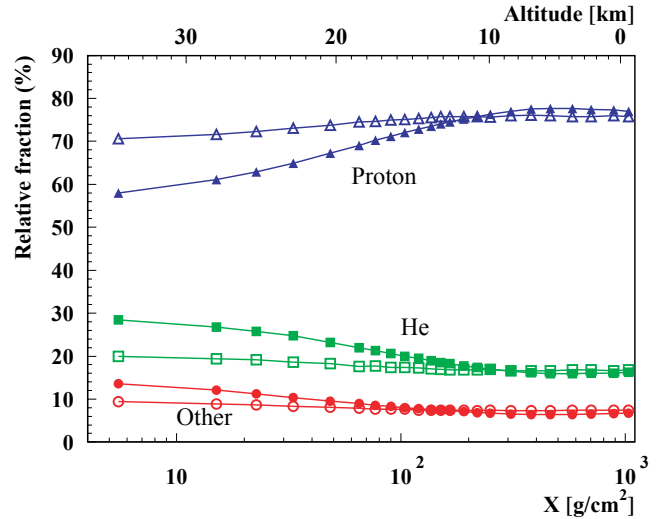 Altitude [km]
30 20 10 0
Relative fraction (%)
90
80
70
60
50
40
30
20
10
0
Proton
He
Other
10 10² 10³
X [g/cm²]